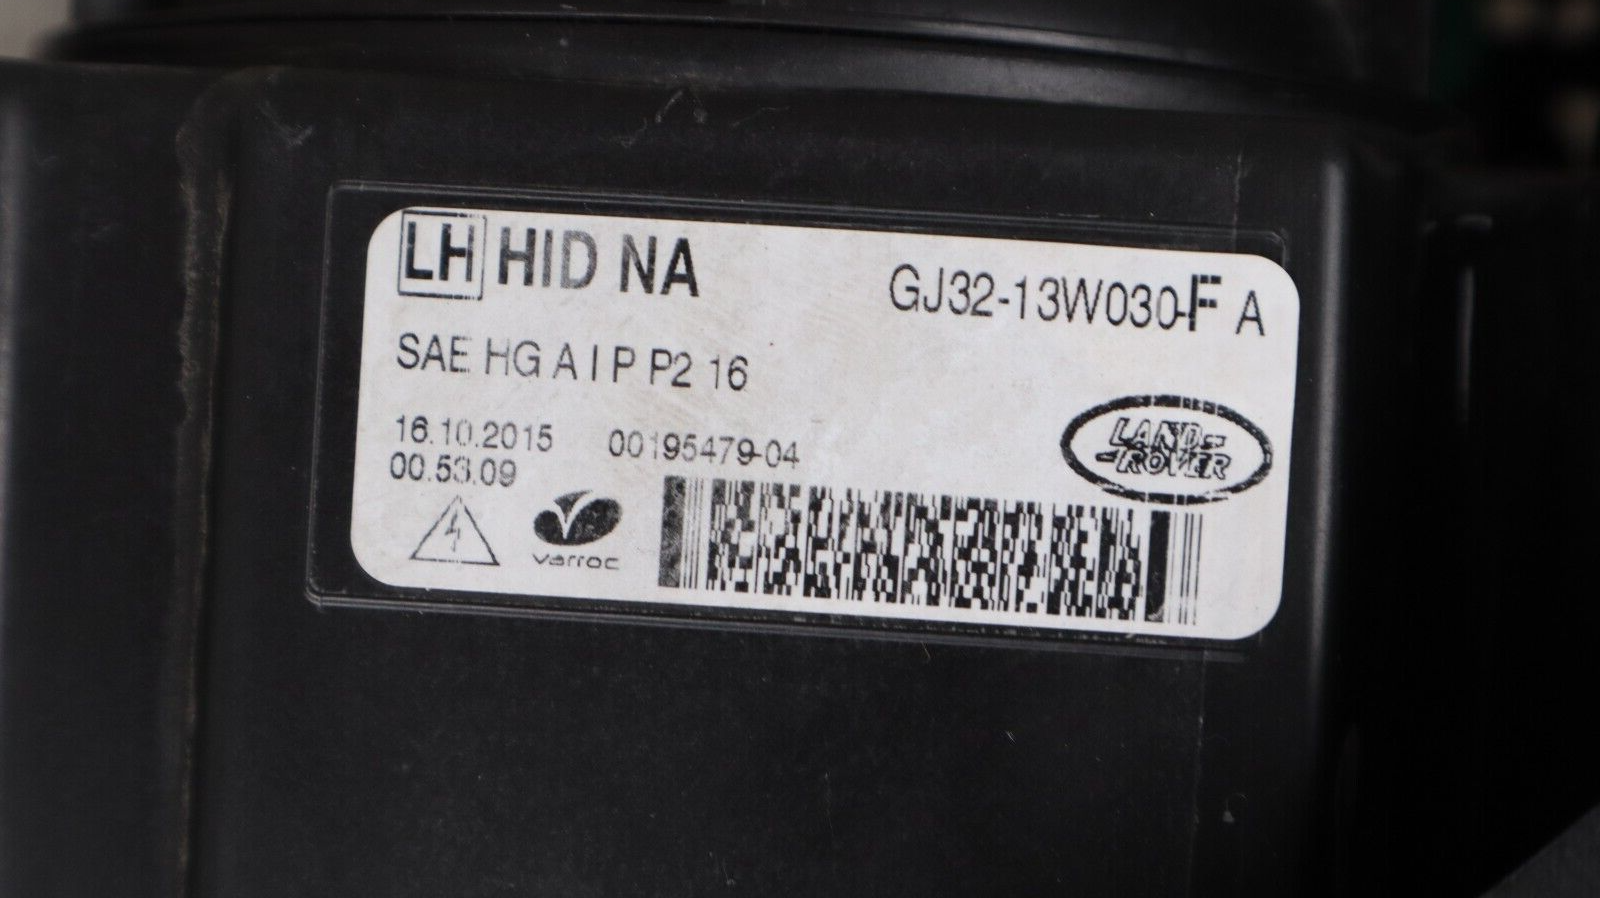 LH HID NA
GJ32-13W030-F A
SAE HG A I P P2 16
16.10.2015 00195479-04
00.53.09
LAND-
-ROVER
varroc